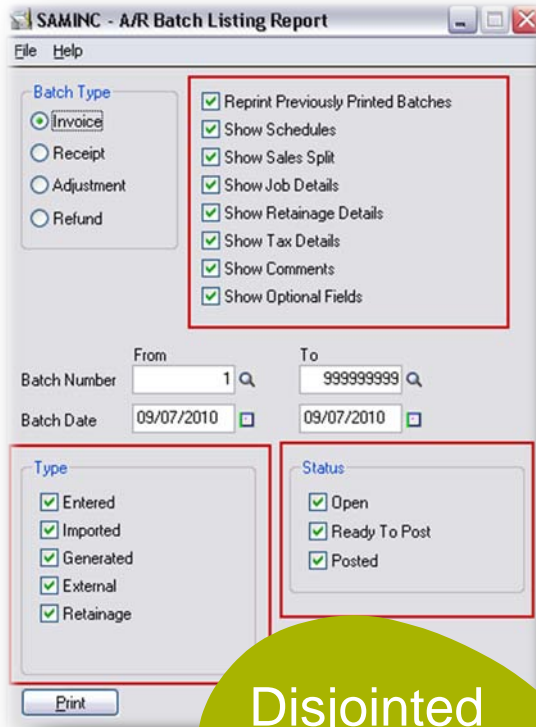 SAMINC - A/R Batch Listing Report
File Help
Batch Type
Invoice
Receipt
Adjustment
Refund
Reprint Previously Printed Batches
Show Schedules
Show Sales Split
Show Job Details
Show Retainage Details
Show Tax Details
Show Comments
Show Optional Fields
From To
Batch Number 1 999999999
Batch Date 09/07/2010 09/07/2010
Type
Entered
Imported
Generated
External
Retainage
Status
Open
Ready To Post
Posted
Print
Disjointed